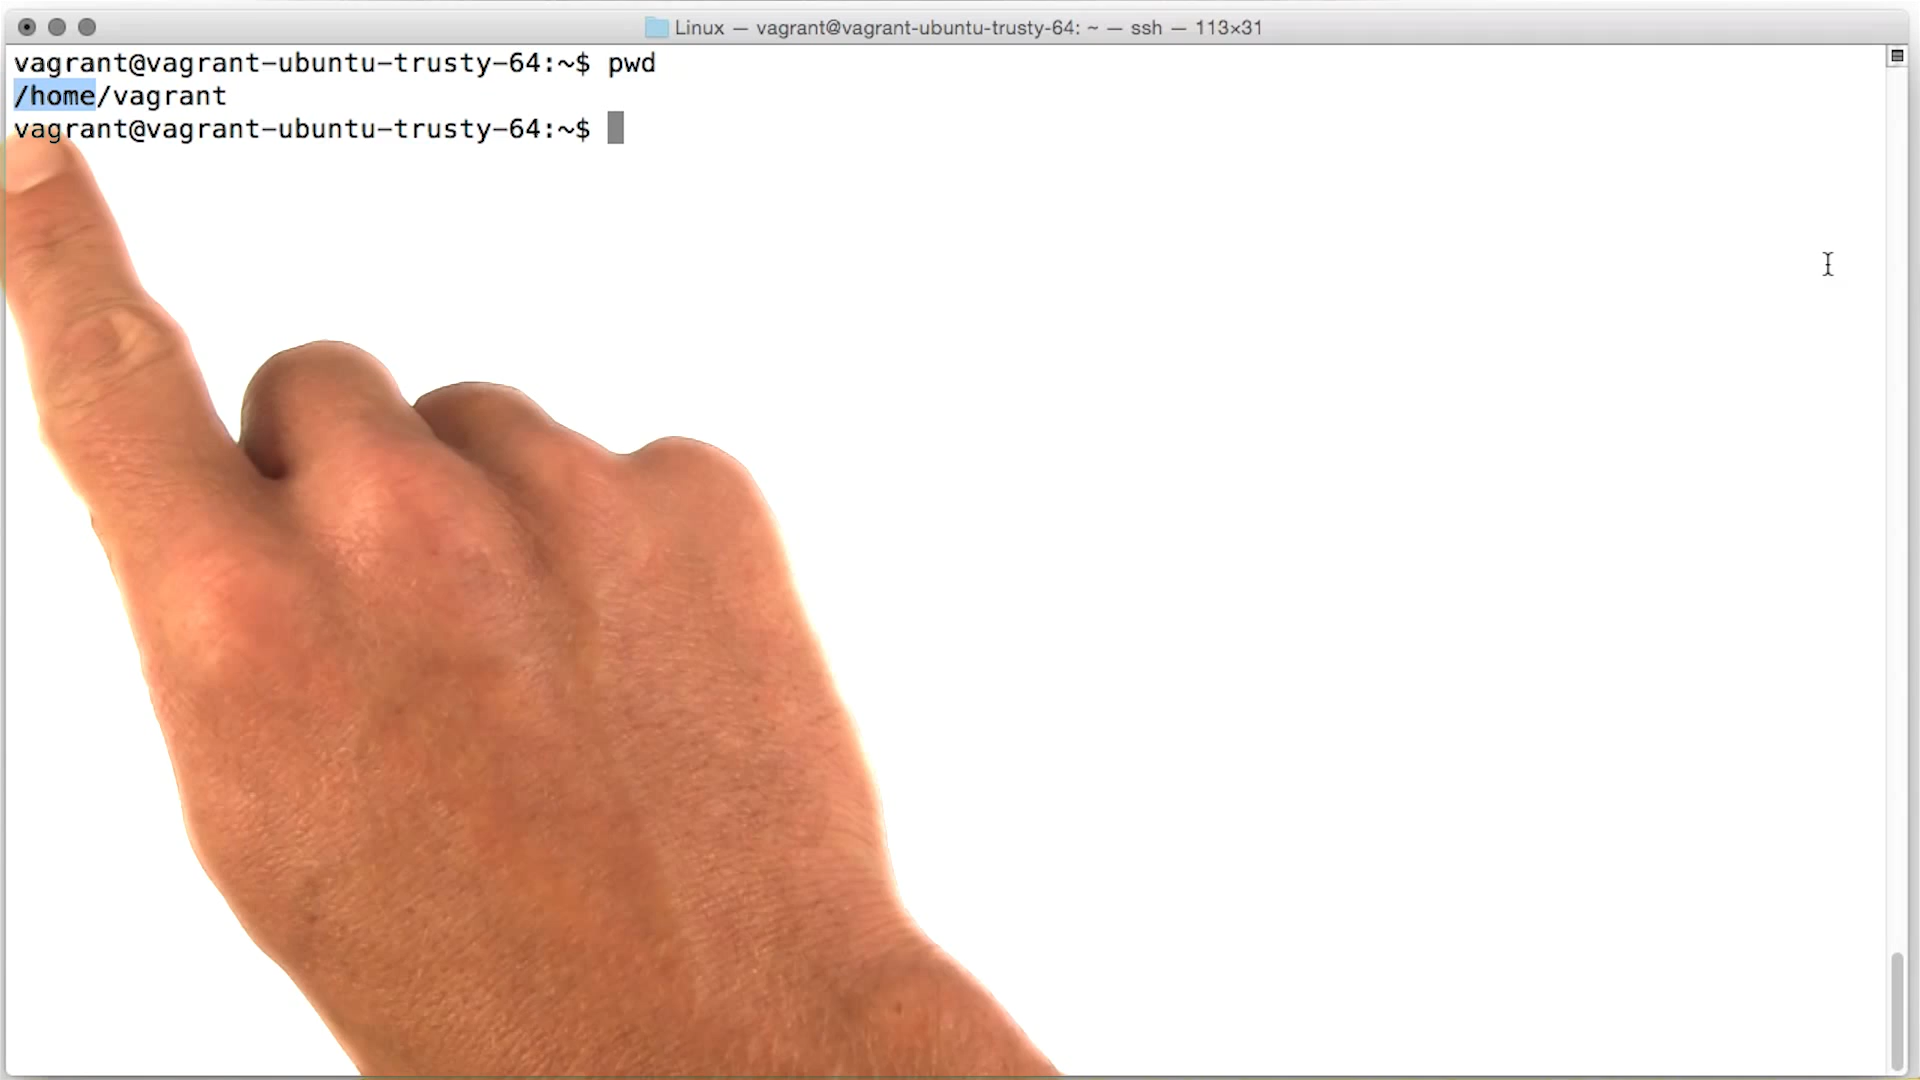 Linux — vagrant@vagrant-ubuntu-trusty-64: ~ — ssh — 113×31
vagrant@vagrant-ubuntu-trusty-64:~$ pwd
/home/vagrant
vagrant@vagrant-ubuntu-trusty-64:~$